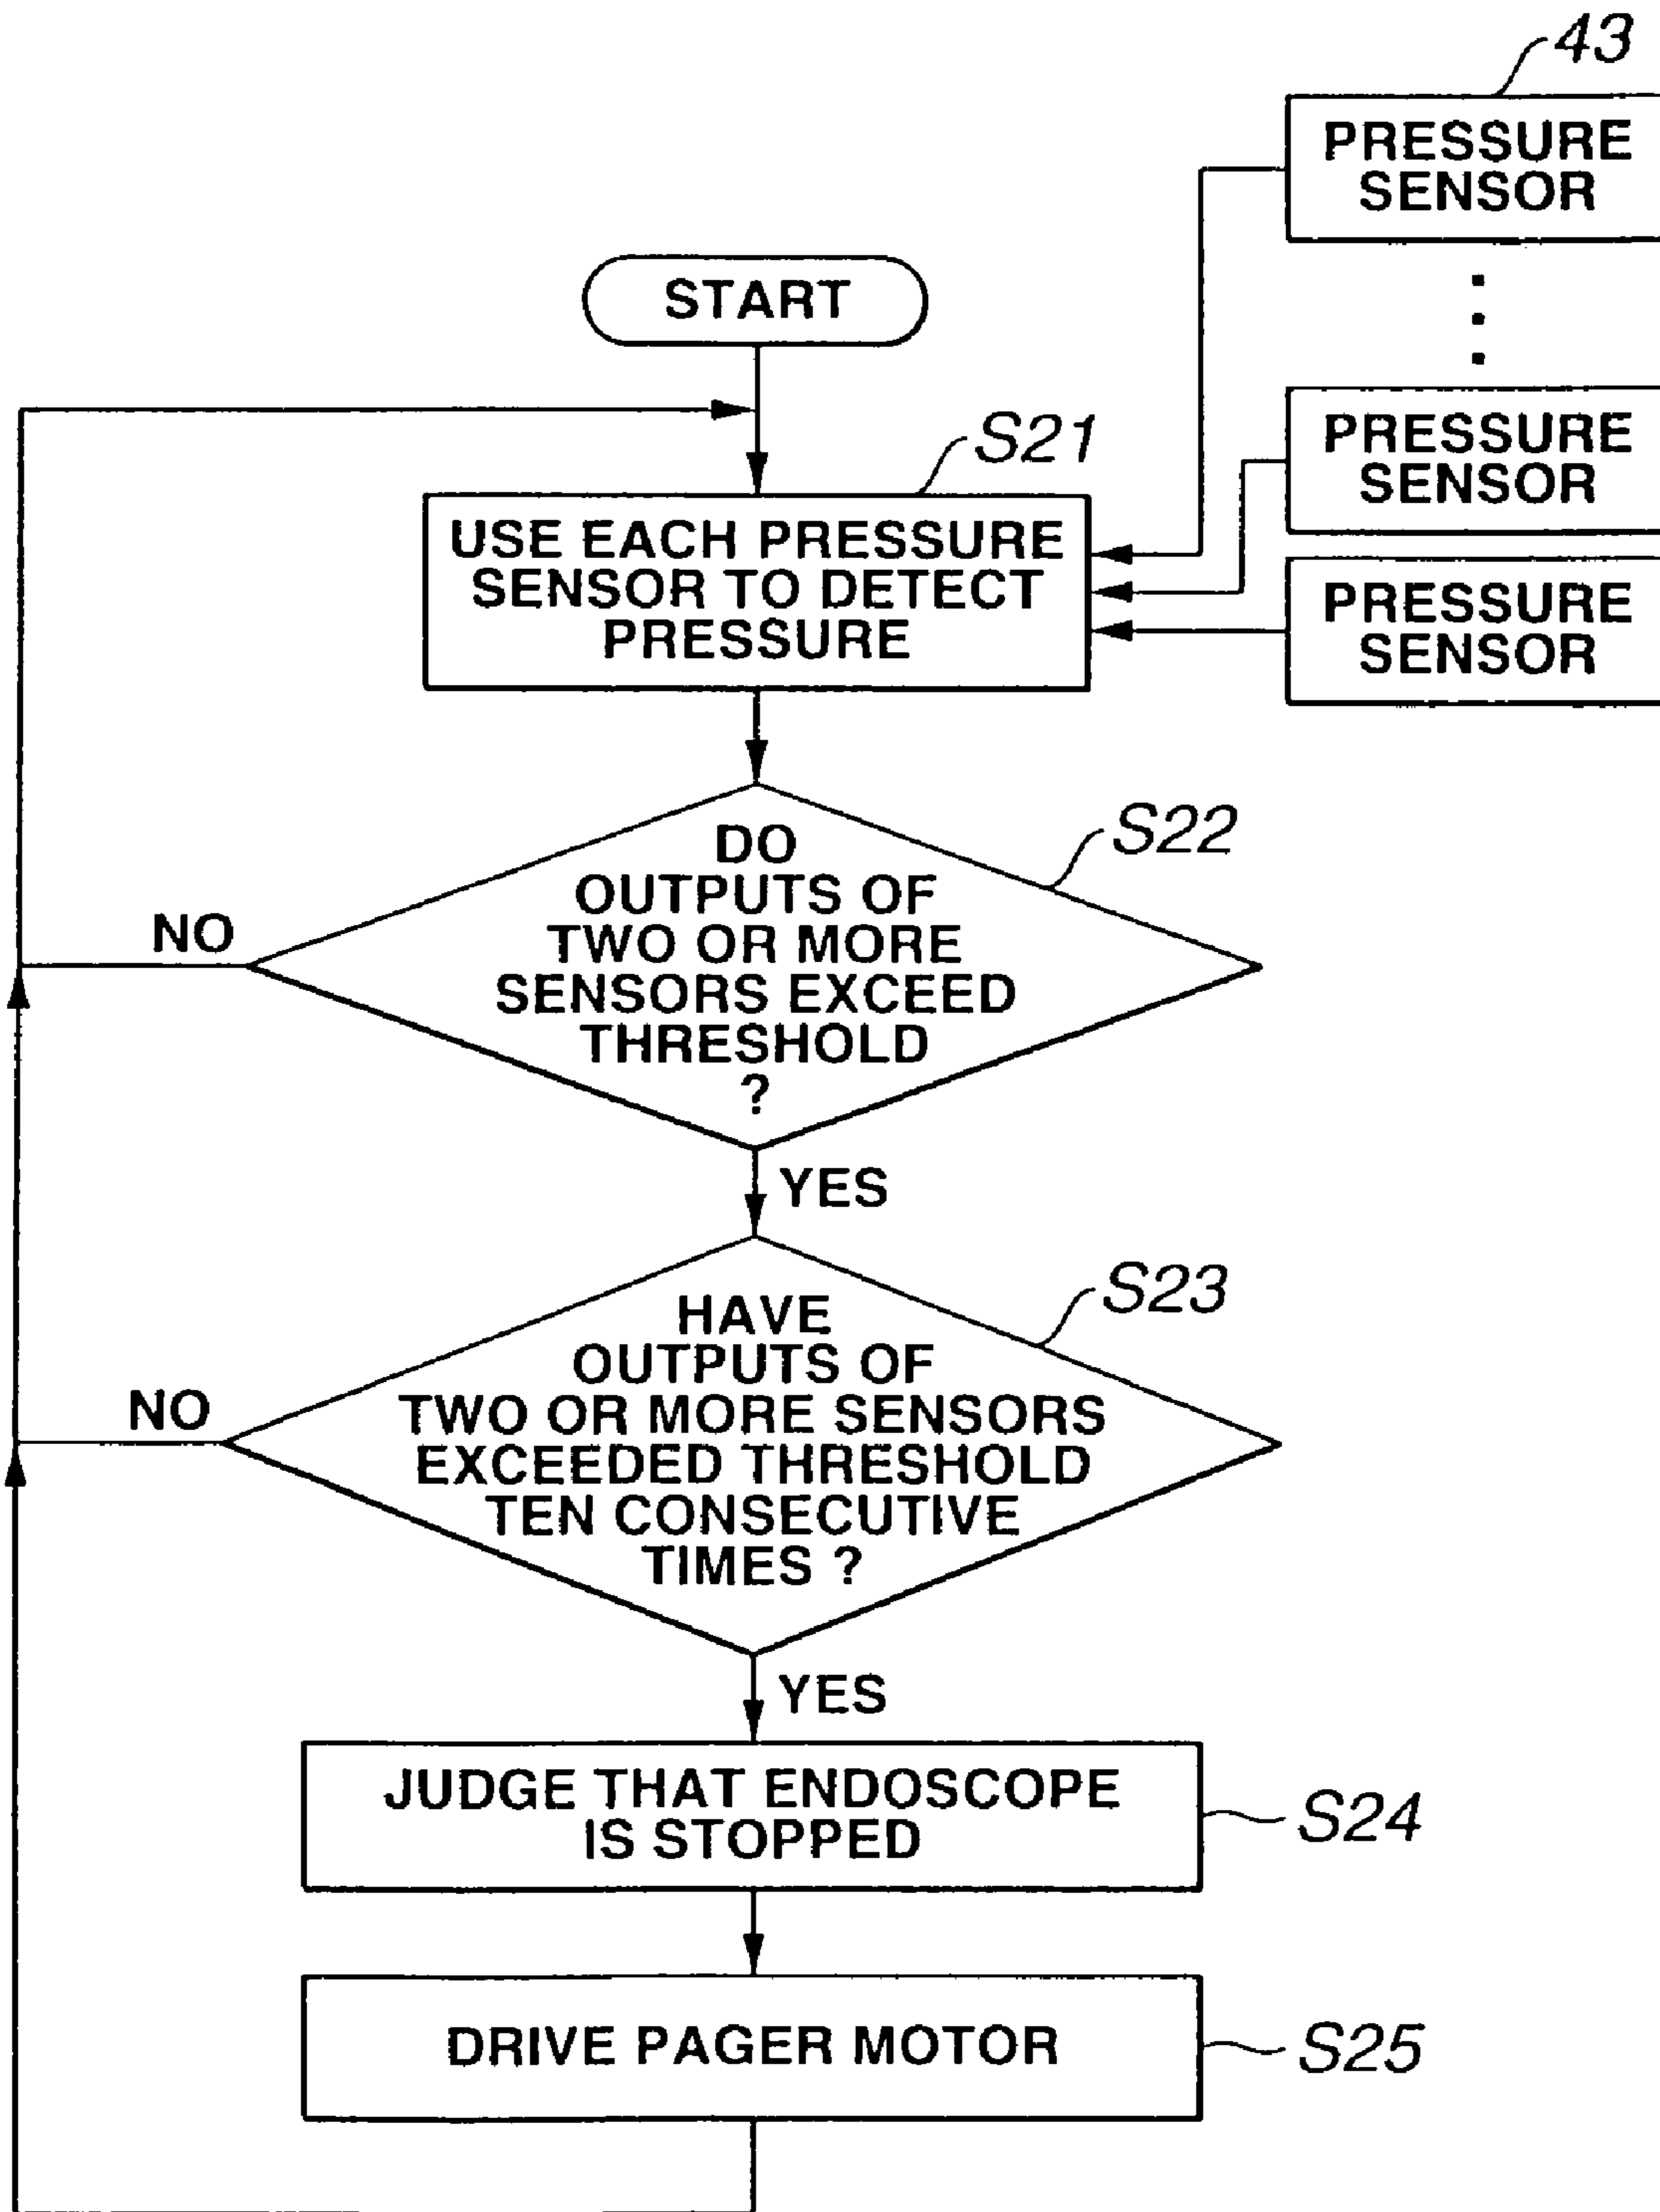 43
PRESSURE
SENSOR
START
PRESSURE
SENSOR
S21
USE EACH PRESSURE
SENSOR TO DETECT
PRESSURE
PRESSURE
SENSOR
S22
DO
OUTPUTS OF
TWO OR MORE
SENSORS EXCEED
THRESHOLD
?
NO
YES
S23
HAVE
OUTPUTS OF
TWO OR MORE SENSORS
EXCEEDED THRESHOLD
TEN CONSECUTIVE
TIMES ?
NO
YES
JUDGE THAT ENDOSCOPE
IS STOPPED
S24
DRIVE PAGER MOTOR
S25